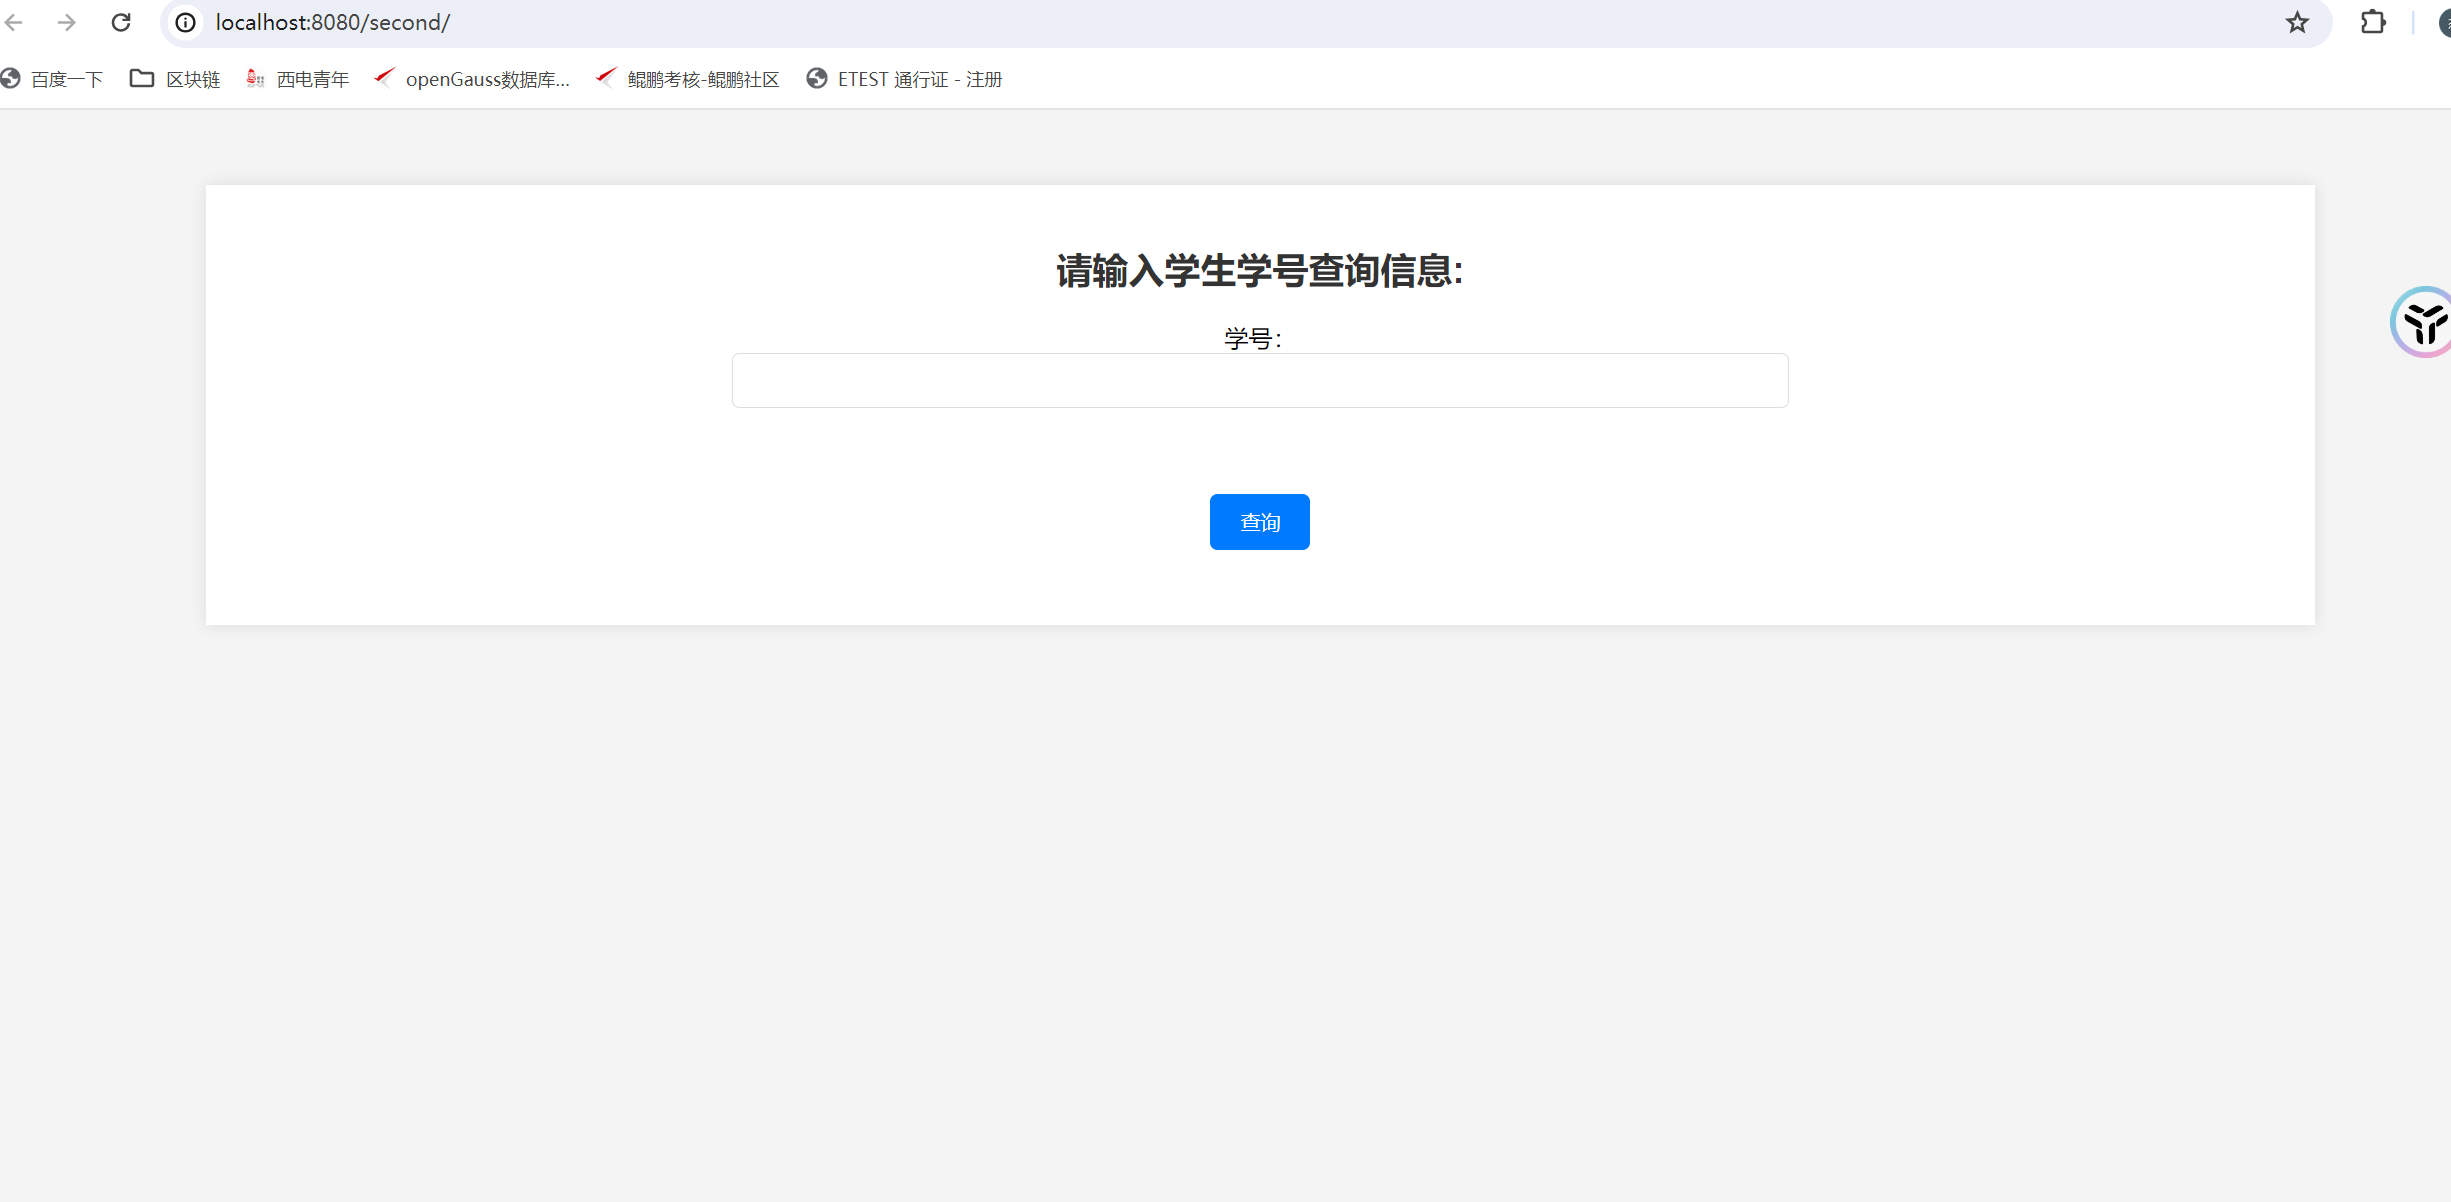 localhost:8080/second/
百度一下 区块链 西电青年 openGauss数据库... 鲲鹏考核-鲲鹏社区 ETEST 通行证 - 注册
请输入学生学号查询信息:
学号:
查询